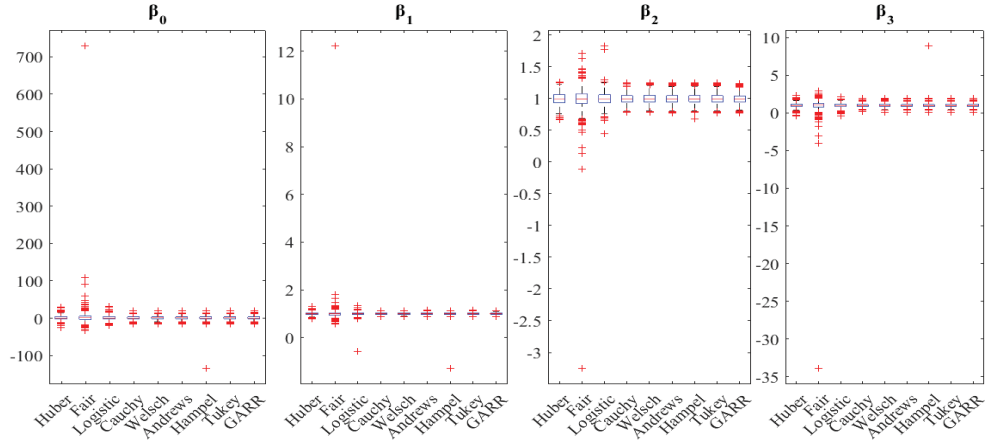 β0
700
600
500
400
300
200
100
0
-100
Huber
Fair
Logistic
Cauchy
Welsch
Andrews
Hampel
Tukey
GARR
β1
12
10
8
6
4
2
0
Huber
Fair
Logistic
Cauchy
Welsch
Andrews
Hampel
Tukey
GARR
β2
2
1.5
1
0.5
0
-0.5
-1
-1.5
-2
-2.5
-3
Huber
Fair
Logistic
Cauchy
Welsch
Andrews
Hampel
Tukey
GARR
β3
10
5
0
-5
-10
-15
-20
-25
-30
-35
Huber
Fair
Logistic
Cauchy
Welsch
Andrews
Hampel
Tukey
GARR